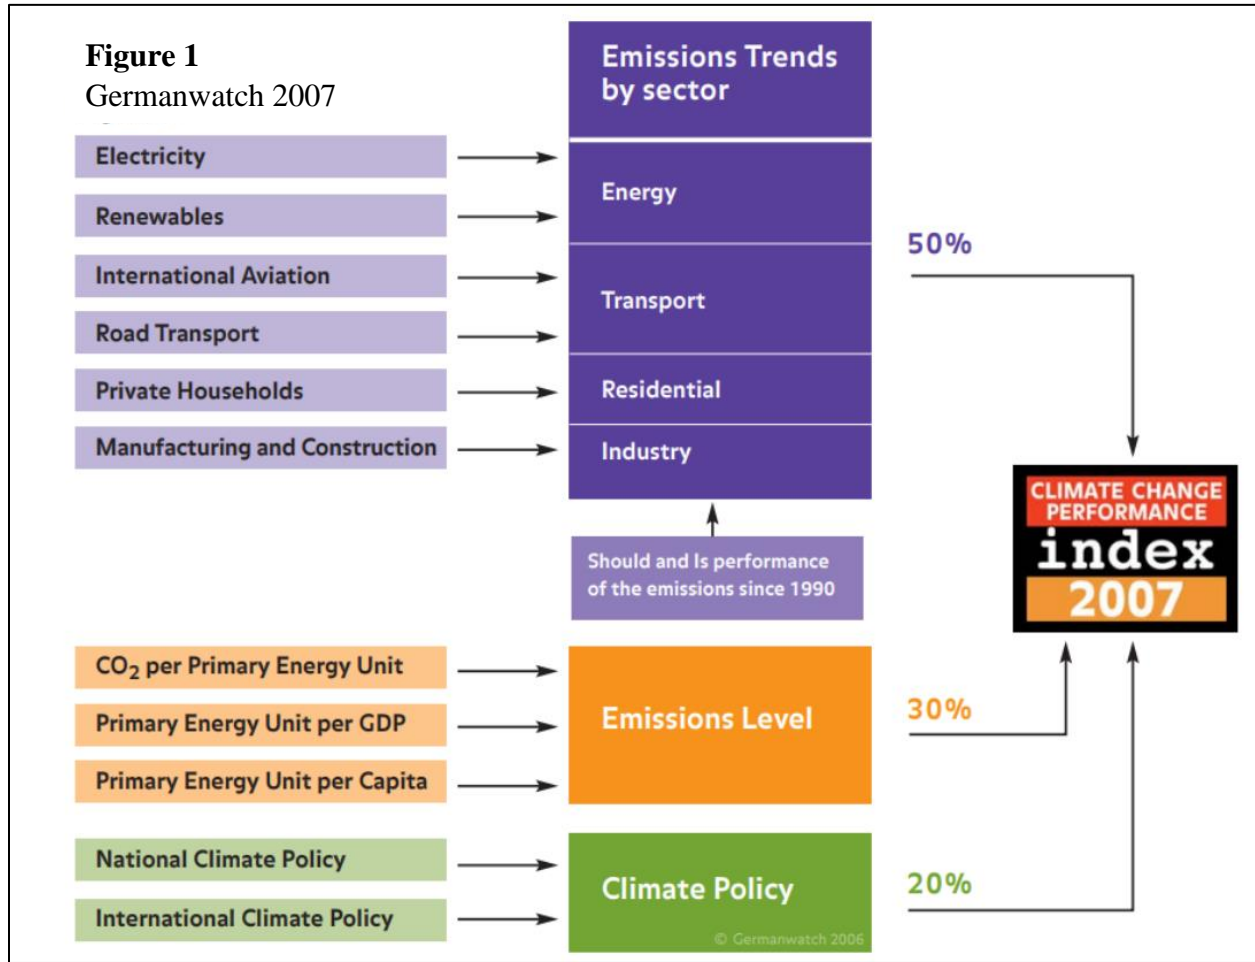 Figure 1
Germanwatch 2007
Emissions Trends
by sector
Electricity
Renewables
International Aviation
Road Transport
Private Households
Manufacturing and Construction
Energy
Transport
Residential
Industry
50%
Should and Is performance
of the emissions since 1990
CLIMATE CHANGE
PERFORMANCE
index
2007
CO₂ per Primary Energy Unit
Primary Energy Unit per GDP
Primary Energy Unit per Capita
Emissions Level
30%
National Climate Policy
International Climate Policy
Climate Policy
20%
© Germanwatch 2006